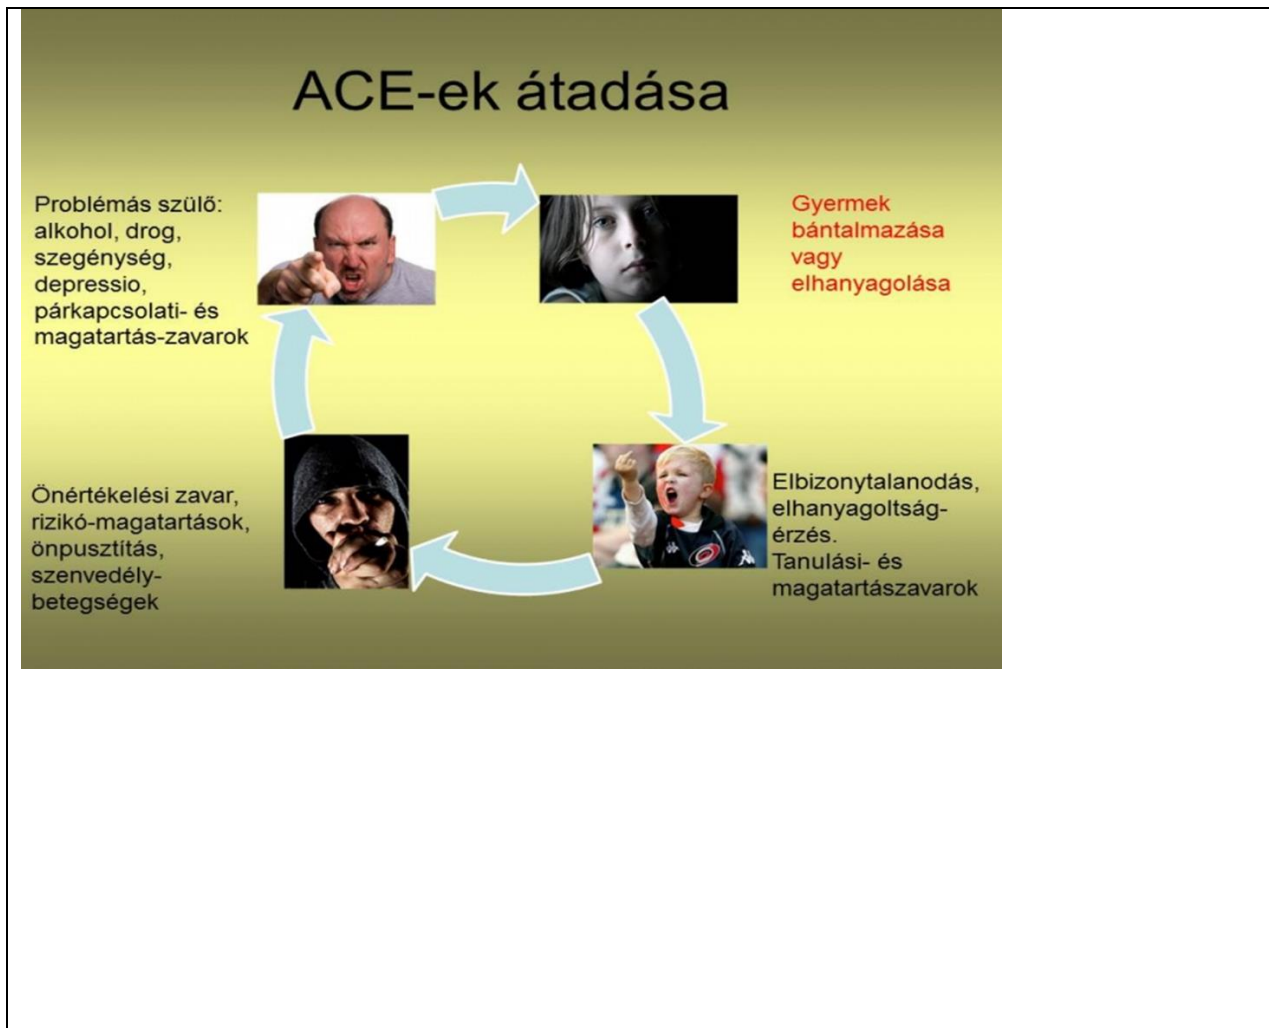 ACE-ek átadása
Problémás szülő:
alkohol, drog,
szegénység,
depressio,
párkapcsolati- és
magatartás-zavarok
Gyermek
bántalmazása
vagy
elhanyagolása
Elbizonytalanodás,
elhanyagoltság-
érzés.
Tanulási- és
magatartászavarok
Önértékelési zavar,
rizikó-magatartások,
önpusztítás,
szenvedély-
betegségek